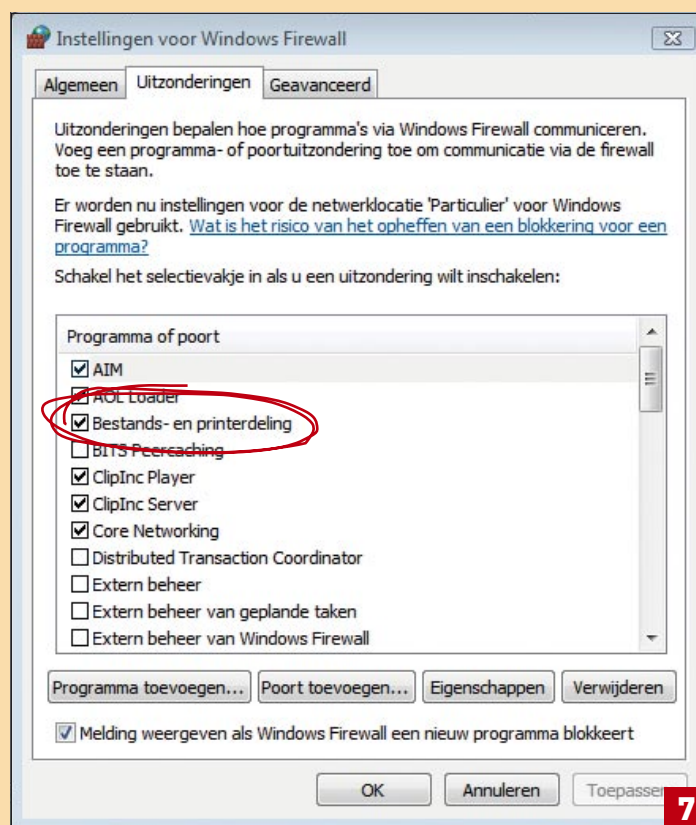 Instellingen voor Windows Firewall
Algemeen Uitzonderingen Geavanceerd
Uitzonderingen bepalen hoe programma's via Windows Firewall communiceren.
Voeg een programma- of poortuitzondering toe om communicatie via de firewall
toe te staan.
Er worden nu instellingen voor de netwerklocatie 'Particulier' voor Windows
Firewall gebruikt. Wat is het risico van het opheffen van een blokkering voor een
programma?
Schakel het selectievakje in als u een uitzondering wilt inschakelen:
Programma of poort
AIM
AOL Loader
Bestands- en printerdeling
BITS Peercaching
ClipInc Player
ClipInc Server
Core Networking
Distributed Transaction Coordinator
Extern beheer
Extern beheer van geplande taken
Extern beheer van Windows Firewall
Programma toevoegen... Poort toevoegen... Eigenschappen Verwijderen
Melding weergeven als Windows Firewall een nieuw programma blokkeert
OK Annuleren Toepassen
7